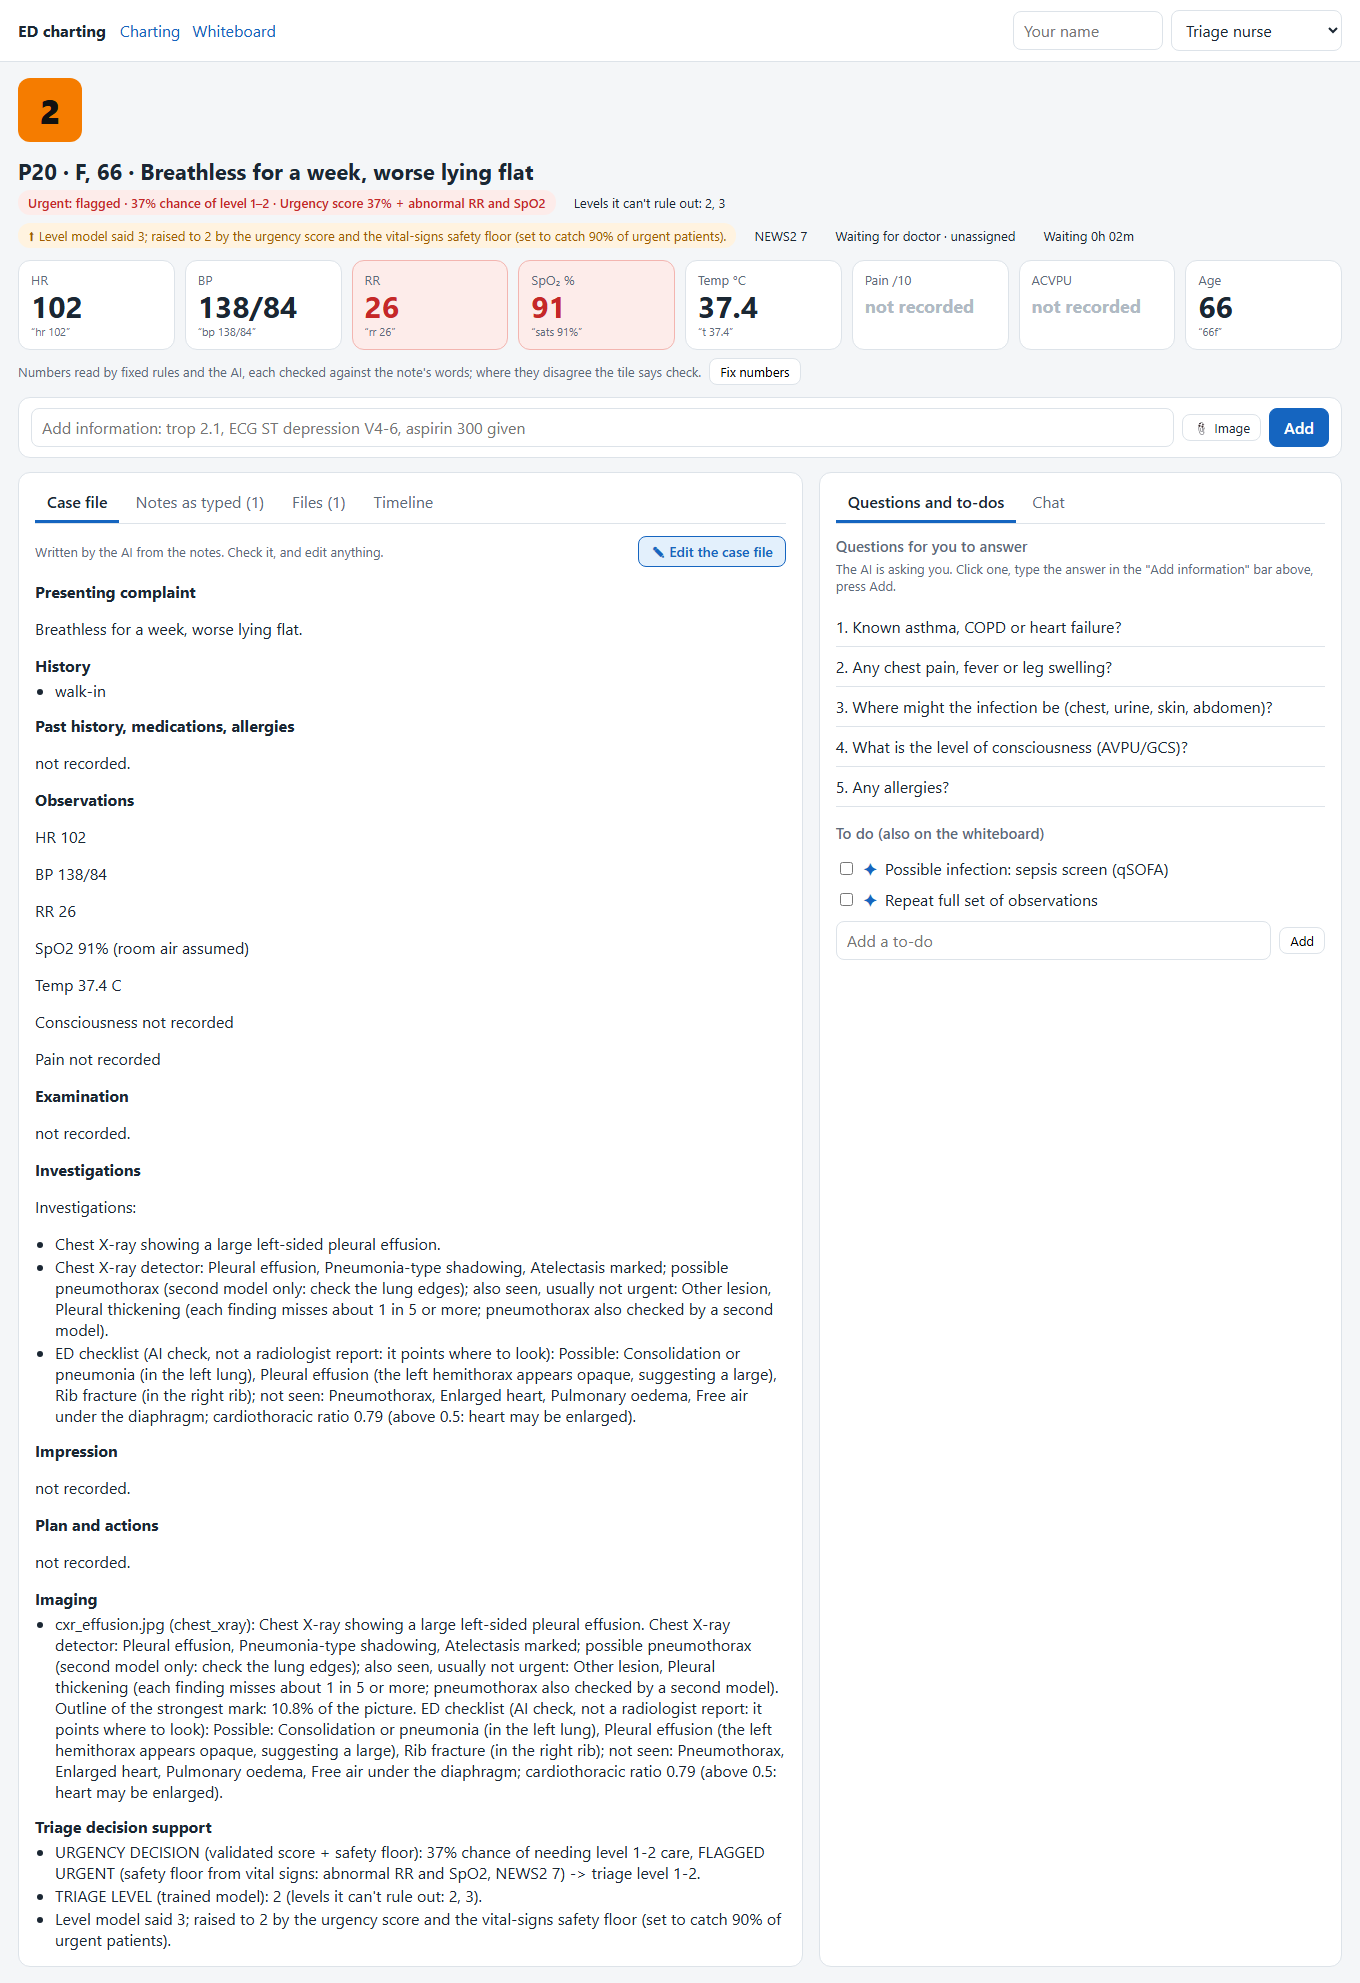 ED charting Charting Whiteboard Your name Triage nurse
2
P20 · F, 66 · Breathless for a week, worse lying flat
Urgent: flagged · 37% chance of level 1–2 · Urgency score 37% + abnormal RR and SpO2 Levels it can't rule out: 2, 3
⬆ Level model said 3; raised to 2 by the urgency score and the vital-signs safety floor (set to catch 90% of urgent patients). NEWS2 7 Waiting for doctor · unassigned Waiting 0h 02m
HR BP RR SpO₂ % Temp °C Pain /10 ACVPU Age
102 138/84 26 91 37.4 not recorded not recorded 66
"hr 102" "bp 138/84" "rr 26" "sats 91%" "t 37.4" "66f"
Numbers read by fixed rules and the AI, each checked against the note's words; where they disagree the tile says check. Fix numbers
Add information: trop 2.1, ECG ST depression V4-6, aspirin 300 given Image Add
Case file Notes as typed (1) Files (1) Timeline
Written by the AI from the notes. Check it, and edit anything. Edit the case file
Presenting complaint
Breathless for a week, worse lying flat.
History
• walk-in
Past history, medications, allergies
not recorded.
Observations
HR 102
BP 138/84
RR 26
SpO2 91% (room air assumed)
Temp 37.4 C
Consciousness not recorded
Pain not recorded
Examination
not recorded.
Investigations
Investigations:
• Chest X-ray showing a large left-sided pleural effusion.
• Chest X-ray detector: Pleural effusion, Pneumonia-type shadowing, Atelectasis marked; possible
pneumothorax (second model only: check the lung edges); also seen, usually not urgent: Other lesion,
Pleural thickening (each finding misses about 1 in 5 or more; pneumothorax also checked by a second
model).
• ED checklist (AI check, not a radiologist report: it points where to look): Possible: Consolidation or
pneumonia (in the left lung), Pleural effusion (the left hemithorax appears opaque, suggesting a large),
Rib fracture (in the right rib); not seen: Pneumothorax, Enlarged heart, Pulmonary oedema, Free air
under the diaphragm; cardiothoracic ratio 0.79 (above 0.5: heart may be enlarged).
Impression
not recorded.
Plan and actions
not recorded.
Imaging
• cxr_effusion.jpg (chest_xray): Chest X-ray showing a large left-sided pleural effusion. Chest X-ray
detector: Pleural effusion, Pneumonia-type shadowing, Atelectasis marked; possible pneumothorax
(second model only: check the lung edges); also seen, usually not urgent: Other lesion, Pleural
thickening (each finding misses about 1 in 5 or more; pneumothorax also checked by a second model).
Outline of the strongest mark: 10.8% of the picture. ED checklist (AI check, not a radiologist report: it
points where to look): Possible: Consolidation or pneumonia (in the left lung), Pleural effusion (the left
hemithorax appears opaque, suggesting a large), Rib fracture (in the right rib); not seen: Pneumothorax,
Enlarged heart, Pulmonary oedema, Free air under the diaphragm; cardiothoracic ratio 0.79 (above 0.5:
heart may be enlarged).
Triage decision support
• URGENCY DECISION (validated score + safety floor): 37% chance of needing level 1-2 care, FLAGGED
URGENT (safety floor from vital signs: abnormal RR and SpO2, NEWS2 7) -> triage level 1-2.
• TRIAGE LEVEL (trained model): 2 (levels it can't rule out: 2, 3).
• Level model said 3; raised to 2 by the urgency score and the vital-signs safety floor (set to catch 90% of
urgent patients).
Questions and to-dos Chat
Questions for you to answer
The AI is asking you. Click one, type the answer in the "Add information" bar above,
press Add.
1. Known asthma, COPD or heart failure?
2. Any chest pain, fever or leg swelling?
3. Where might the infection be (chest, urine, skin, abdomen)?
4. What is the level of consciousness (AVPU/GCS)?
5. Any allergies?
To do (also on the whiteboard)
✦ Possible infection: sepsis screen (qSOFA)
✦ Repeat full set of observations
Add a to-do Add